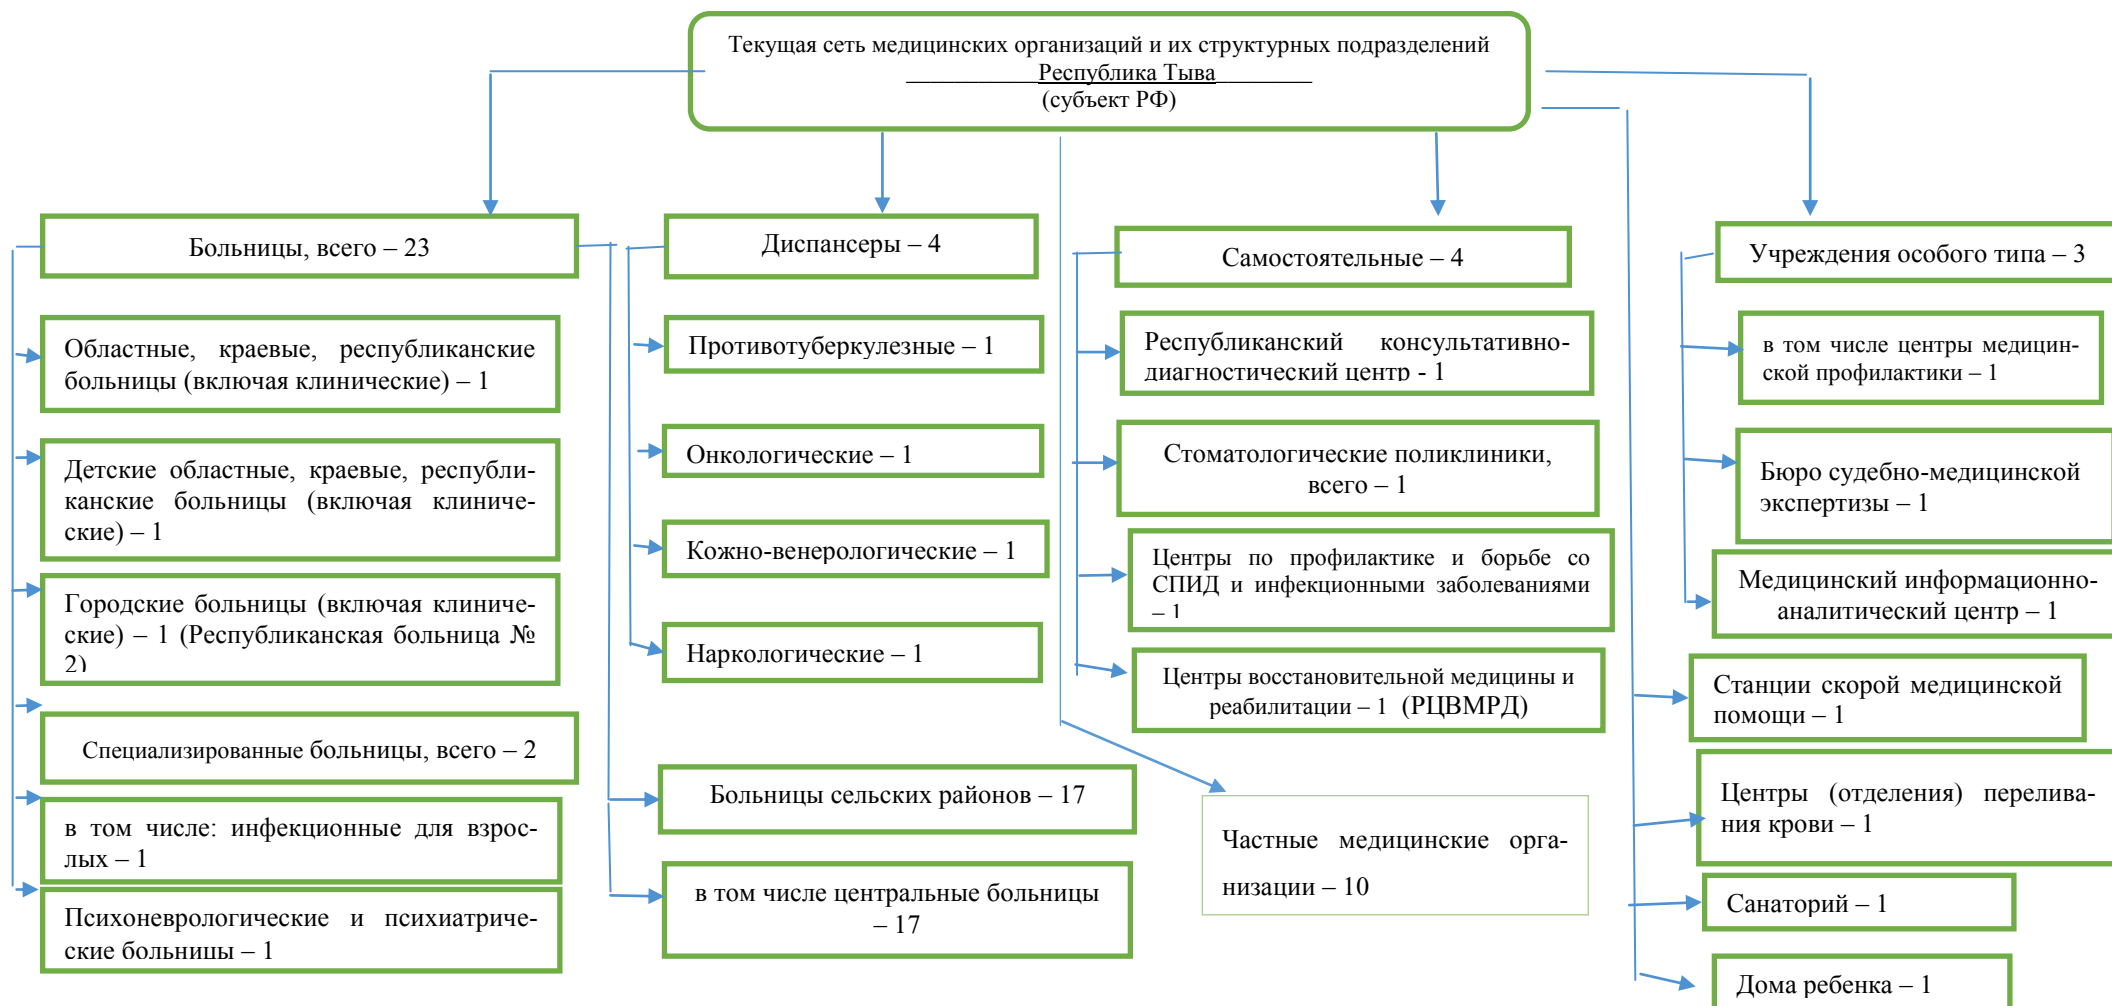 Текущая сеть медицинских организаций и их структурных подразделений
___________Республика Тыва________
(субъект РФ)
Больницы, всего – 23
Областные, краевые, республиканские
больницы (включая клинические) – 1
Детские областные, краевые, республи-
канские больницы (включая клиниче-
ские) – 1
Городские больницы (включая клиниче-
ские) – 1 (Республиканская больница №
2)
Специализированные больницы, всего – 2
в том числе: инфекционные для взрос-
лых – 1
Психоневрологические и психиатриче-
ские больницы – 1
Диспансеры – 4
Противотуберкулезные – 1
Онкологические – 1
Кожно-венерологические – 1
Наркологические – 1
Больницы сельских районов – 17
в том числе центральные больницы
– 17
Самостоятельные – 4
Республиканский консультативно-
диагностический центр - 1
Стоматологические поликлиники,
всего – 1
Центры по профилактике и борьбе со
СПИД и инфекционными заболеваниями
– 1
Центры восстановительной медицины и
реабилитации – 1 (РЦВМРД)
Частные медицинские орга-
низации – 10
Учреждения особого типа – 3
в том числе центры медицин-
ской профилактики – 1
Бюро судебно-медицинской
экспертизы – 1
Медицинский информационно-
аналитический центр – 1
Станции скорой медицинской
помощи – 1
Центры (отделения) перелива-
ния крови – 1
Санаторий – 1
Дома ребенка – 1